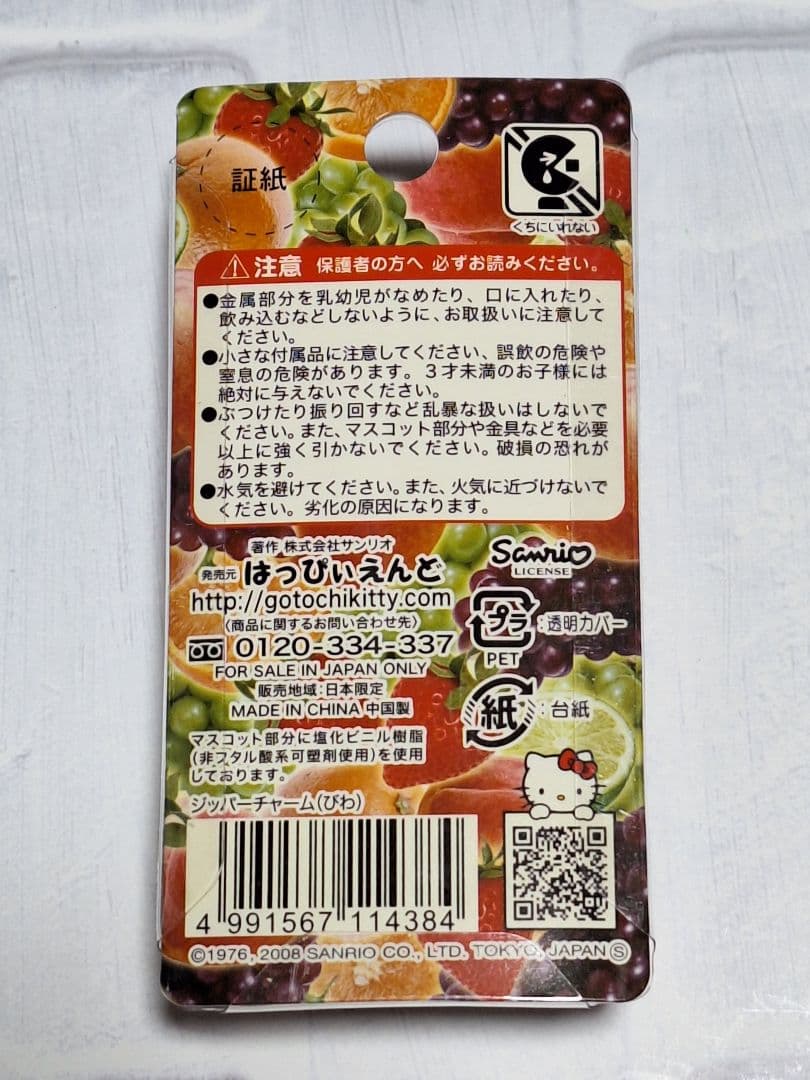 証紙
くちにいれない
注意 保護者の方へ 必ずお読みください。
●金属部分を乳幼児がなめたり、口に入れたり、
飲み込むなどしないように、お取扱いに注意して
ください。
●小さな付属品に注意してください、誤飲の危険や
窒息の危険があります。3才未満のお子様には
絶対に与えないでください。
●ぶつけたり振り回すなど乱暴な扱いはしないで
ください。また、マスコット部分や金具などを必要
以上に強く引かないでください。破損の恐れが
あります。
●水気を避けてください。また、火気に近づけないで
ください。劣化の原因になります。
著作 株式会社サンリオ
発売元 はっぴぃえんど
http://gotochikitty.com
〈商品に関するお問い合わせ先〉
0120-334-337
FOR SALE IN JAPAN ONLY
販売地域:日本限定
MADE IN CHINA 中国製
Sanrio
LICENSE
プラ :透明カバー
PET
紙 :台紙
マスコット部分に塩化ビニル樹脂
(非フタル酸系可塑剤使用)を使用
しております。
ジッパーチャーム(びわ)
4 991567 114384
©1976, 2008 SANRIO CO., LTD. TOKYO, JAPAN Ⓢ